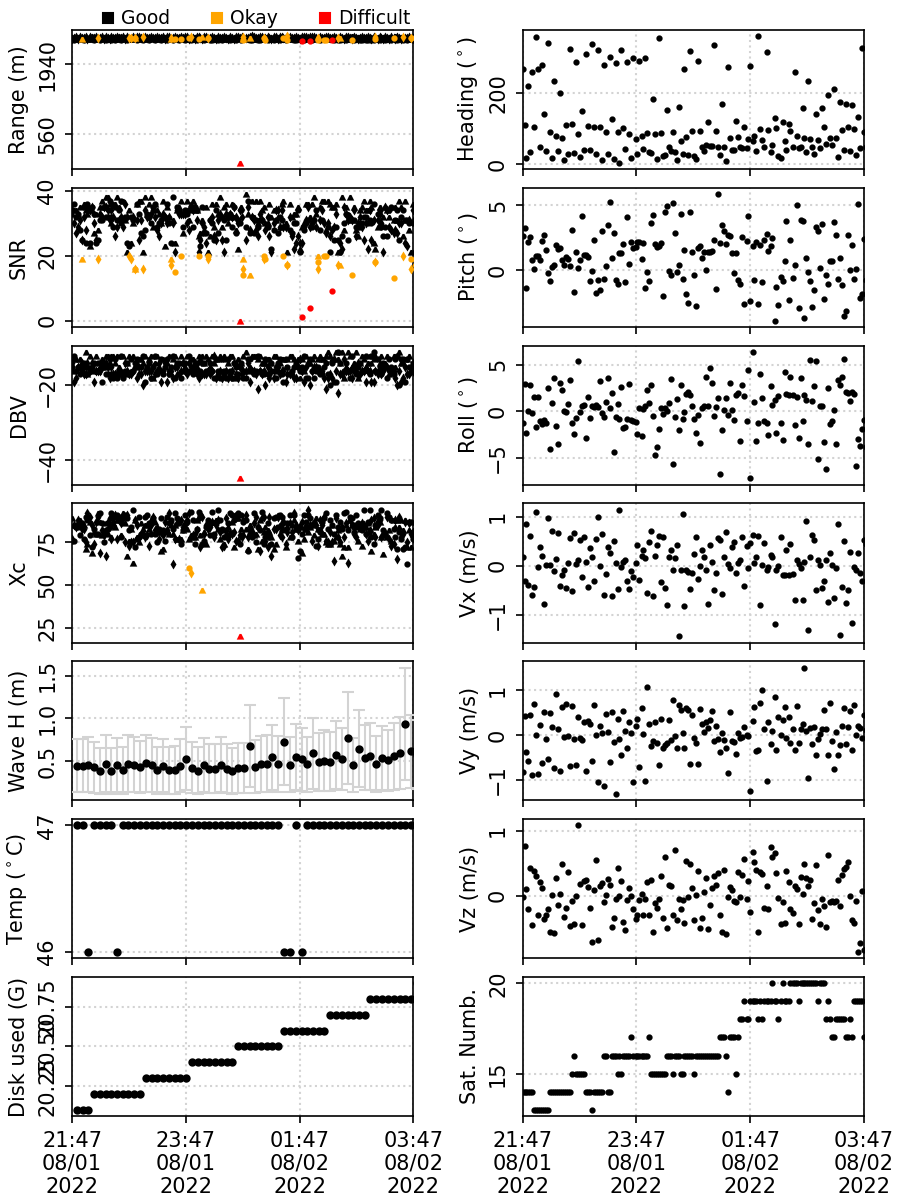 Good Okay Difficult
Range (m)
1940
560
Heading (°)
200
0
SNR
40
20
0
Pitch (°)
5
0
DBV
−20
−40
Roll (°)
5
0
−5
Xc
75
50
25
Vx (m/s)
1
0
−1
Wave H (m)
1.5
1.0
0.5
Vy (m/s)
1
0
−1
Temp (°C)
47
46
Vz (m/s)
1
0
Disk used (G)
20.75
20.50
20.25
Sat. Numb.
20
15
21:47 23:47 01:47 03:47
08/01 08/01 08/02 08/02
2022 2022 2022 2022
21:47 23:47 01:47 03:47
08/01 08/01 08/02 08/02
2022 2022 2022 2022